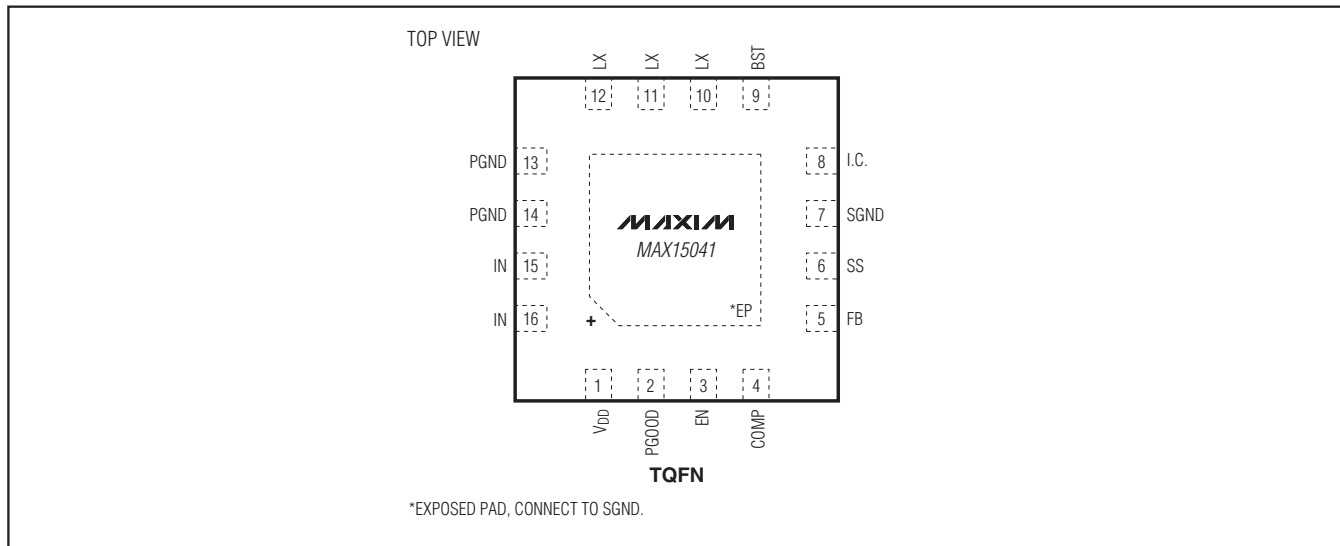 TOP VIEW
LX LX LX BST
12 11 10 9
PGND 13 8 I.C.
PGND 14 7 SGND
IN 15 6 SS
IN 16 5 FB
MAXIM
MAX15041
*EP
+
1 2 3 4
VDD PGOOD EN COMP
TQFN
*EXPOSED PAD, CONNECT TO SGND.